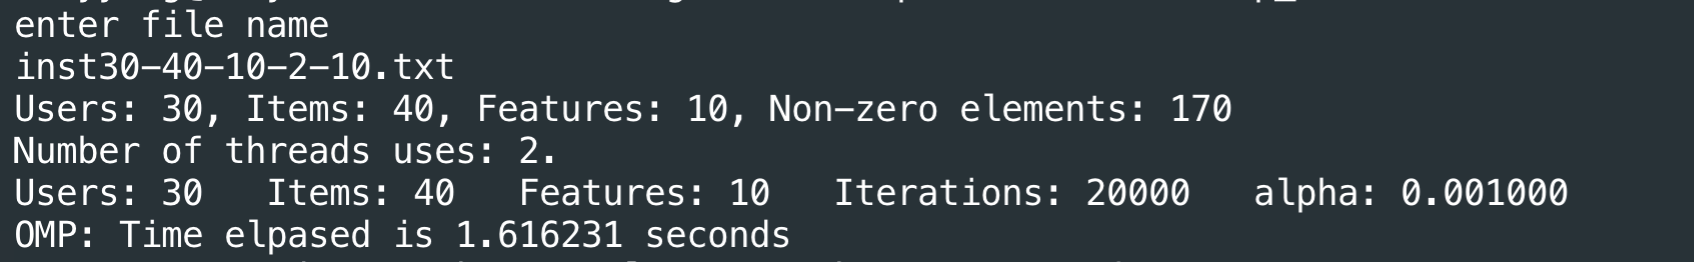 enter file name
inst30-40-10-2-10.txt
Users: 30, Items: 40, Features: 10, Non-zero elements: 170
Number of threads uses: 2.
Users: 30   Items: 40   Features: 10   Iterations: 20000   alpha: 0.001000
OMP: Time elpased is 1.616231 seconds